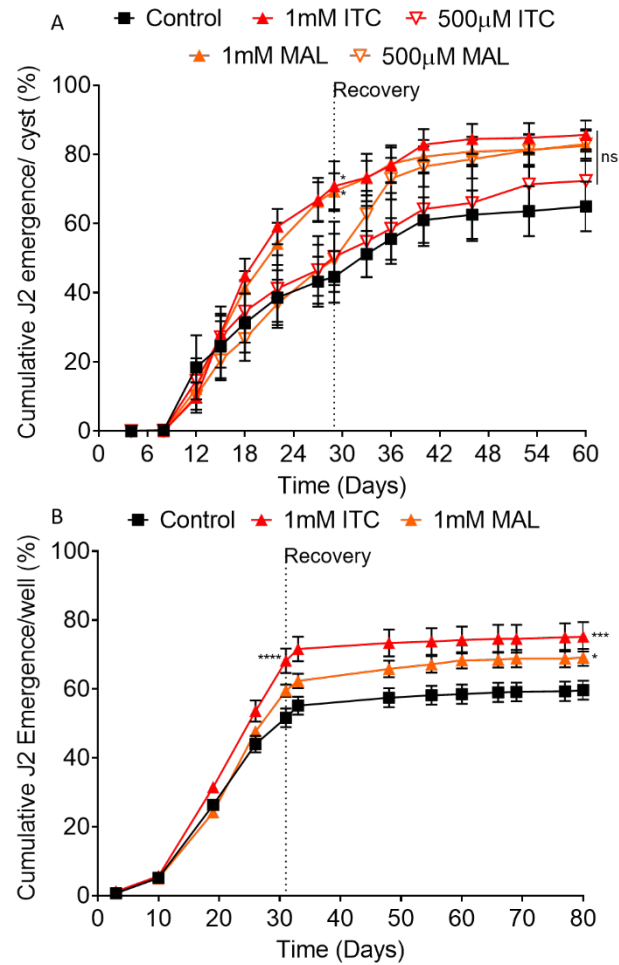 A
Control 1mM ITC 500μM ITC
1mM MAL 500μM MAL
Recovery
Cumulative J2 emergence/ cyst (%)
100
80
60
40
20
0
*
*
ns
0 6 12 18 24 30 36 42 48 54 60
Time (Days)
B
Control 1mM ITC 1mM MAL
Recovery
Cumulative J2 Emergence/well (%)
100
80
60
40
20
0
****
***
*
0 10 20 30 40 50 60 70 80
Time (Days)